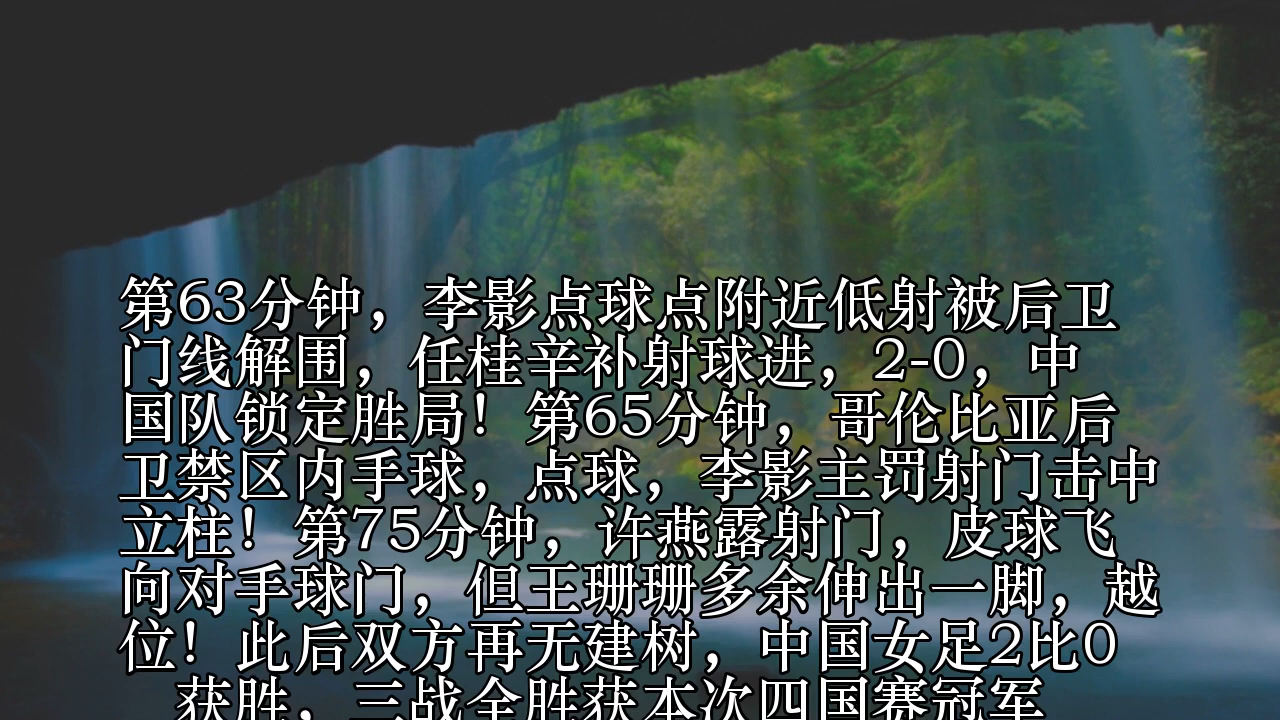 第63分钟，李影点球点附近低射被后卫
门线解围，任桂辛补射球进，2-0，中
国队锁定胜局！第65分钟，哥伦比亚后
卫禁区内手球，点球，李影主罚射门击中
立柱！第75分钟，许燕露射门，皮球飞
向对手球门，但王珊珊多余伸出一脚，越
位！此后双方再无建树，中国女足2比0
获胜，三战全胜获本次四国赛冠军